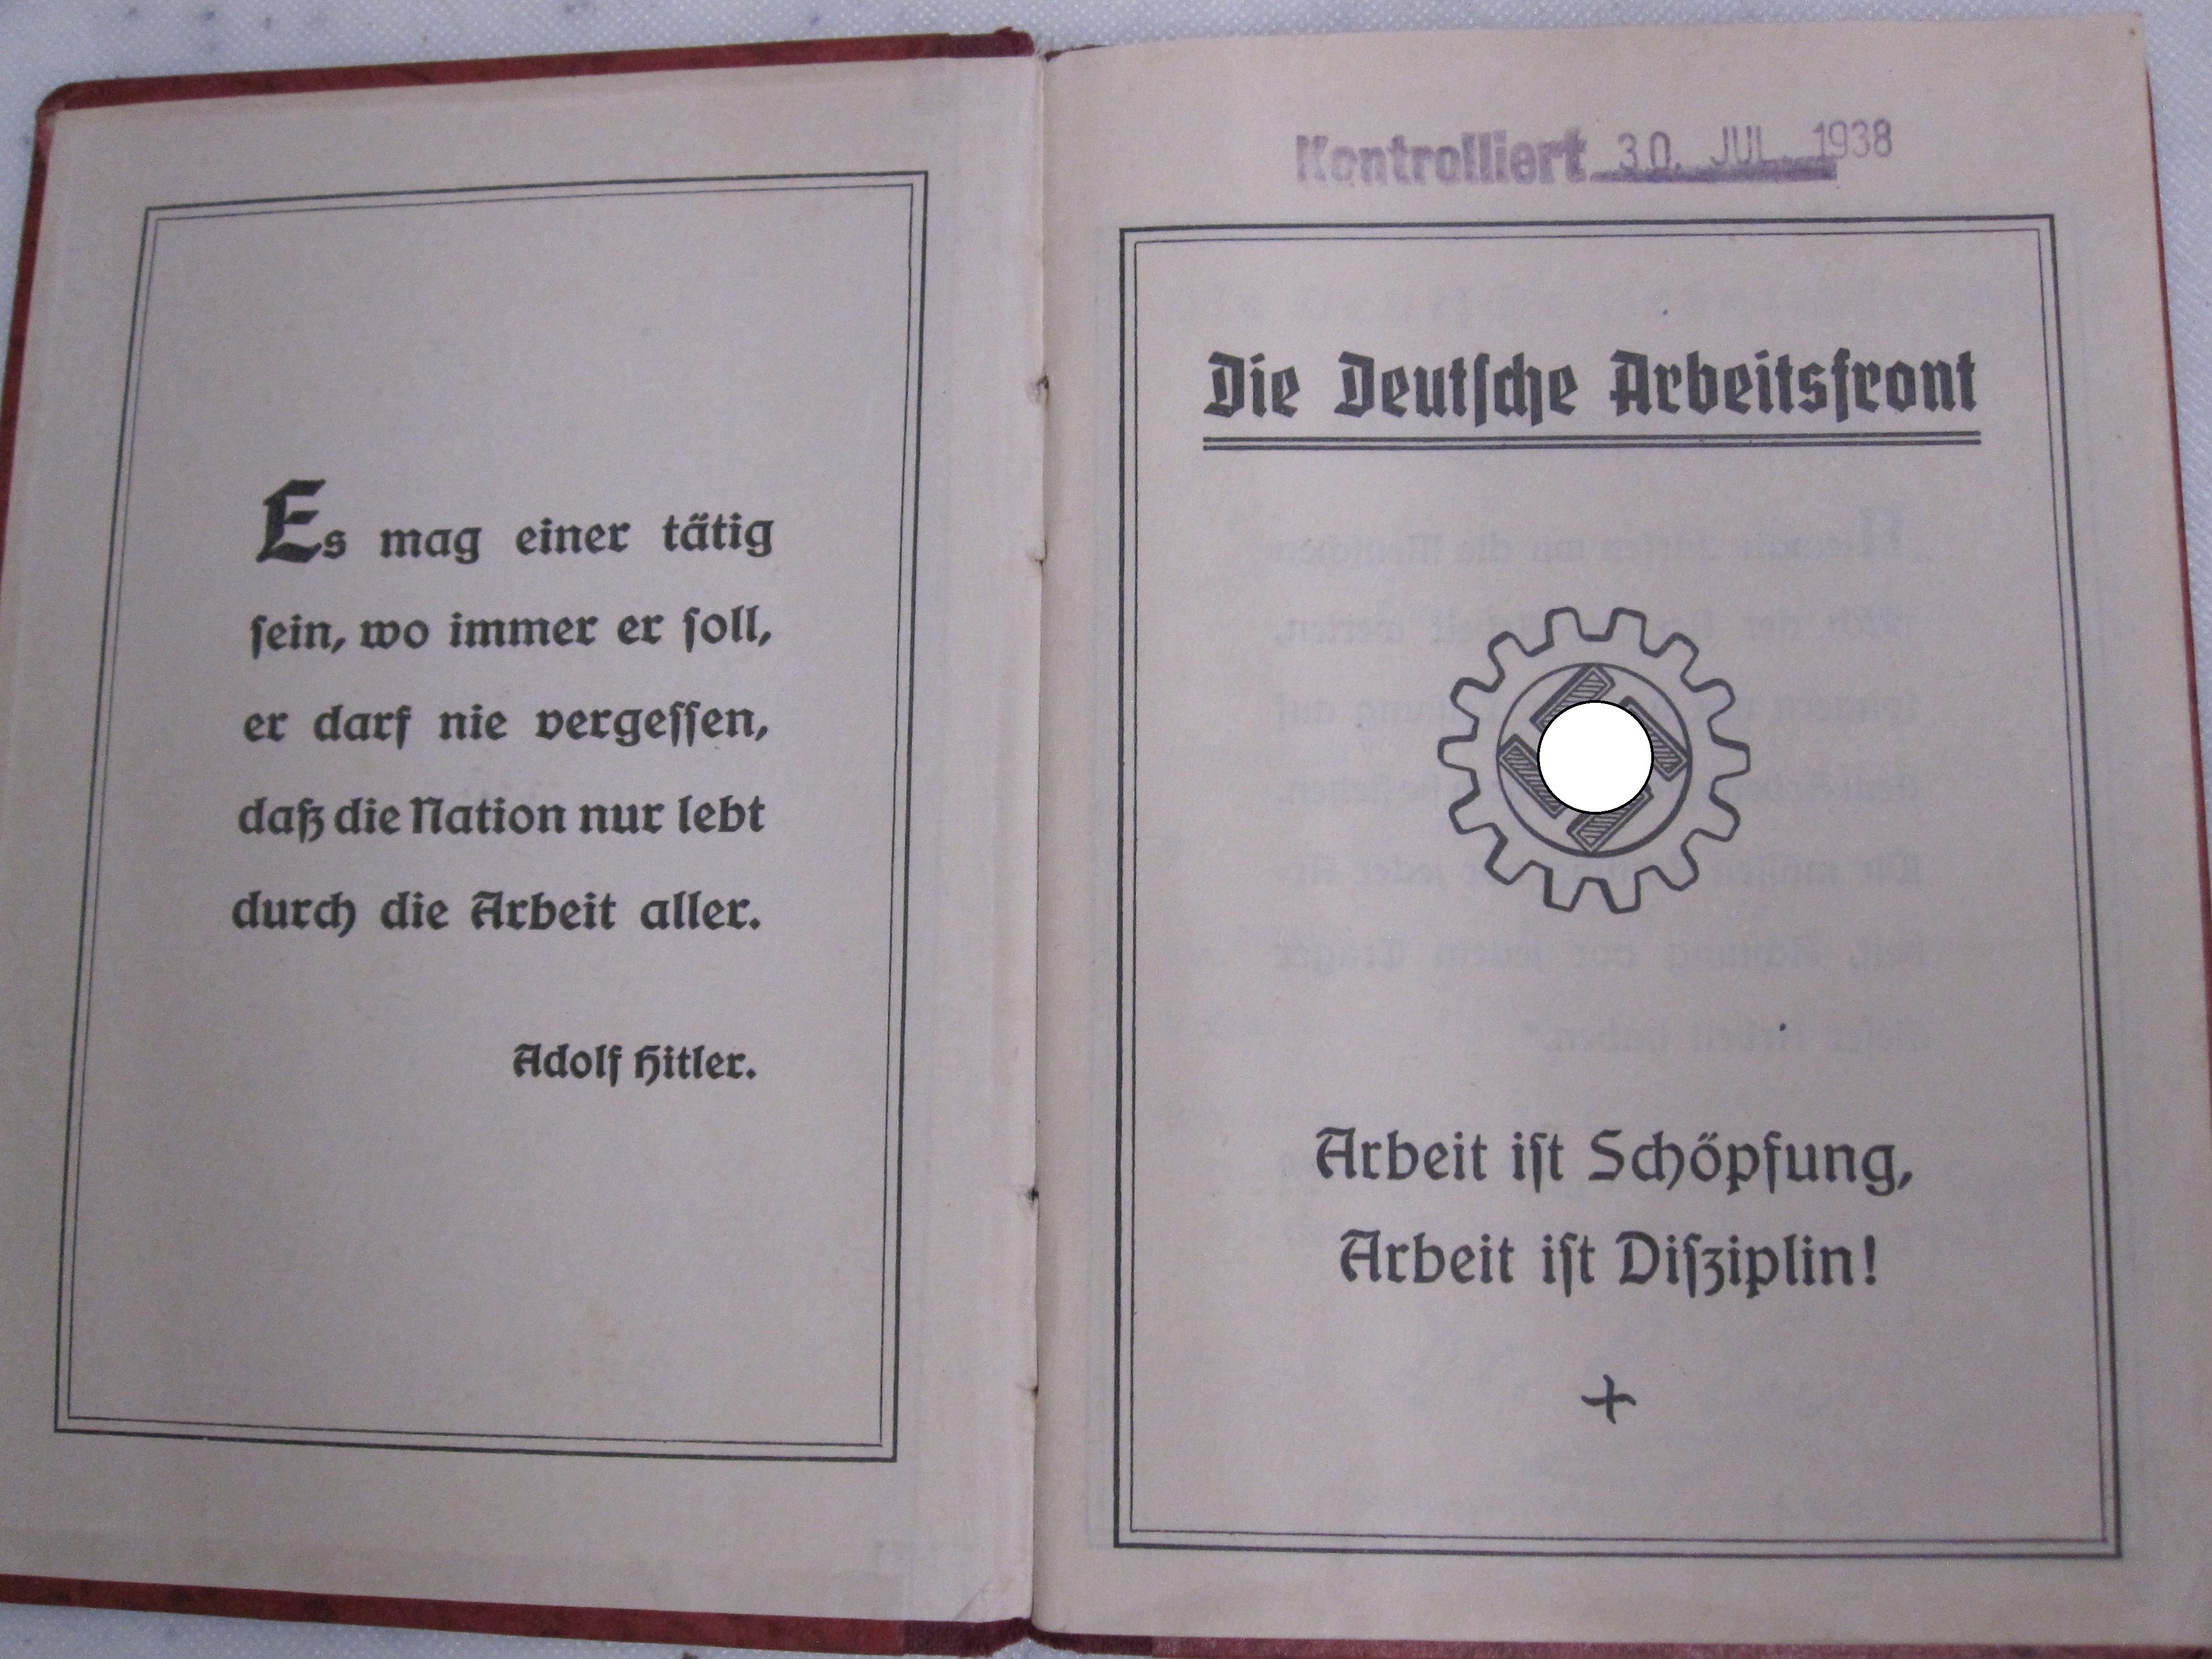 Es mag einer tätig
ſein, wo immer er ſoll,
er darf nie vergeſſen,
daß die Nation nur lebt
durch die Arbeit aller.
Adolf Hitler.
Kontrolliert 30. JUL. 1938
Die Deutſche Arbeitsfront
Arbeit iſt Schöpfung,
Arbeit iſt Diſziplin!